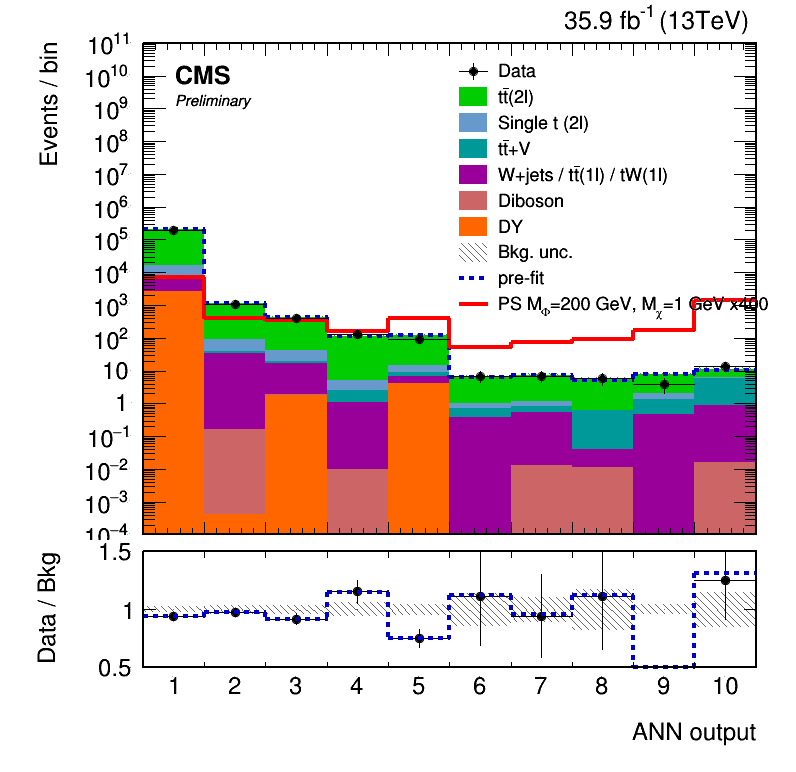 35.9 fb⁻¹ (13TeV)
Events / bin
10¹¹
10¹⁰
10⁹
10⁸
10⁷
10⁶
10⁵
10⁴
10³
10²
10
1
10⁻¹
10⁻²
10⁻³
10⁻⁴
CMS
Preliminary
Data
tt̄(2l)
Single t (2l)
tt̄+V
W+jets / tt̄(1l) / tW(1l)
Diboson
DY
Bkg. unc.
pre-fit
PS M_Φ=200 GeV, M_χ=1 GeV x400
Data / Bkg
1.5
1
0.5
1 2 3 4 5 6 7 8 9 10
ANN output